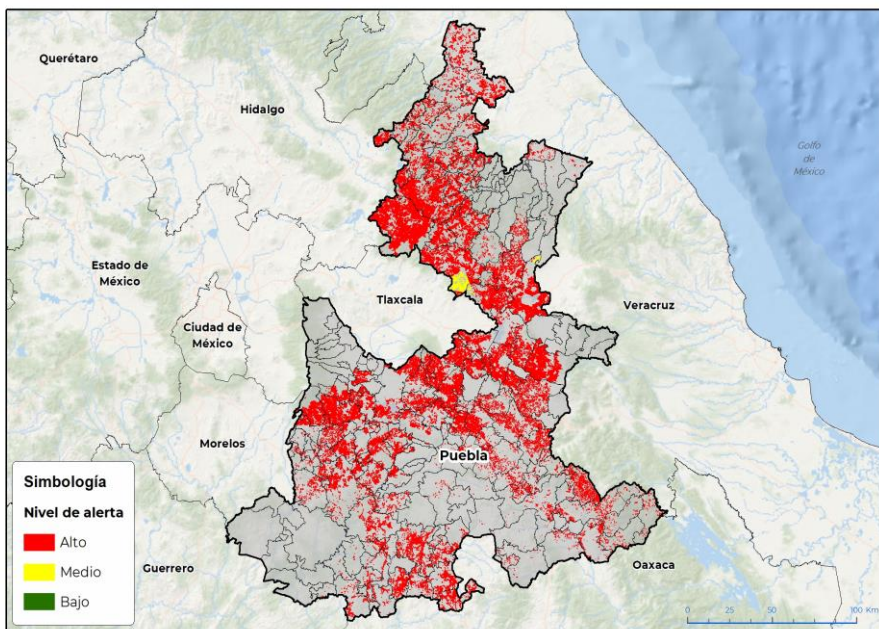 Querétaro
Hidalgo
Golfo
de
México
Estado de
México
Tlaxcala
Veracruz
Ciudad de
México
Morelos
Puebla
Simbología
Nivel de alerta
Alto
Medio
Bajo
Guerrero
Oaxaca
0 25 50 100 Km